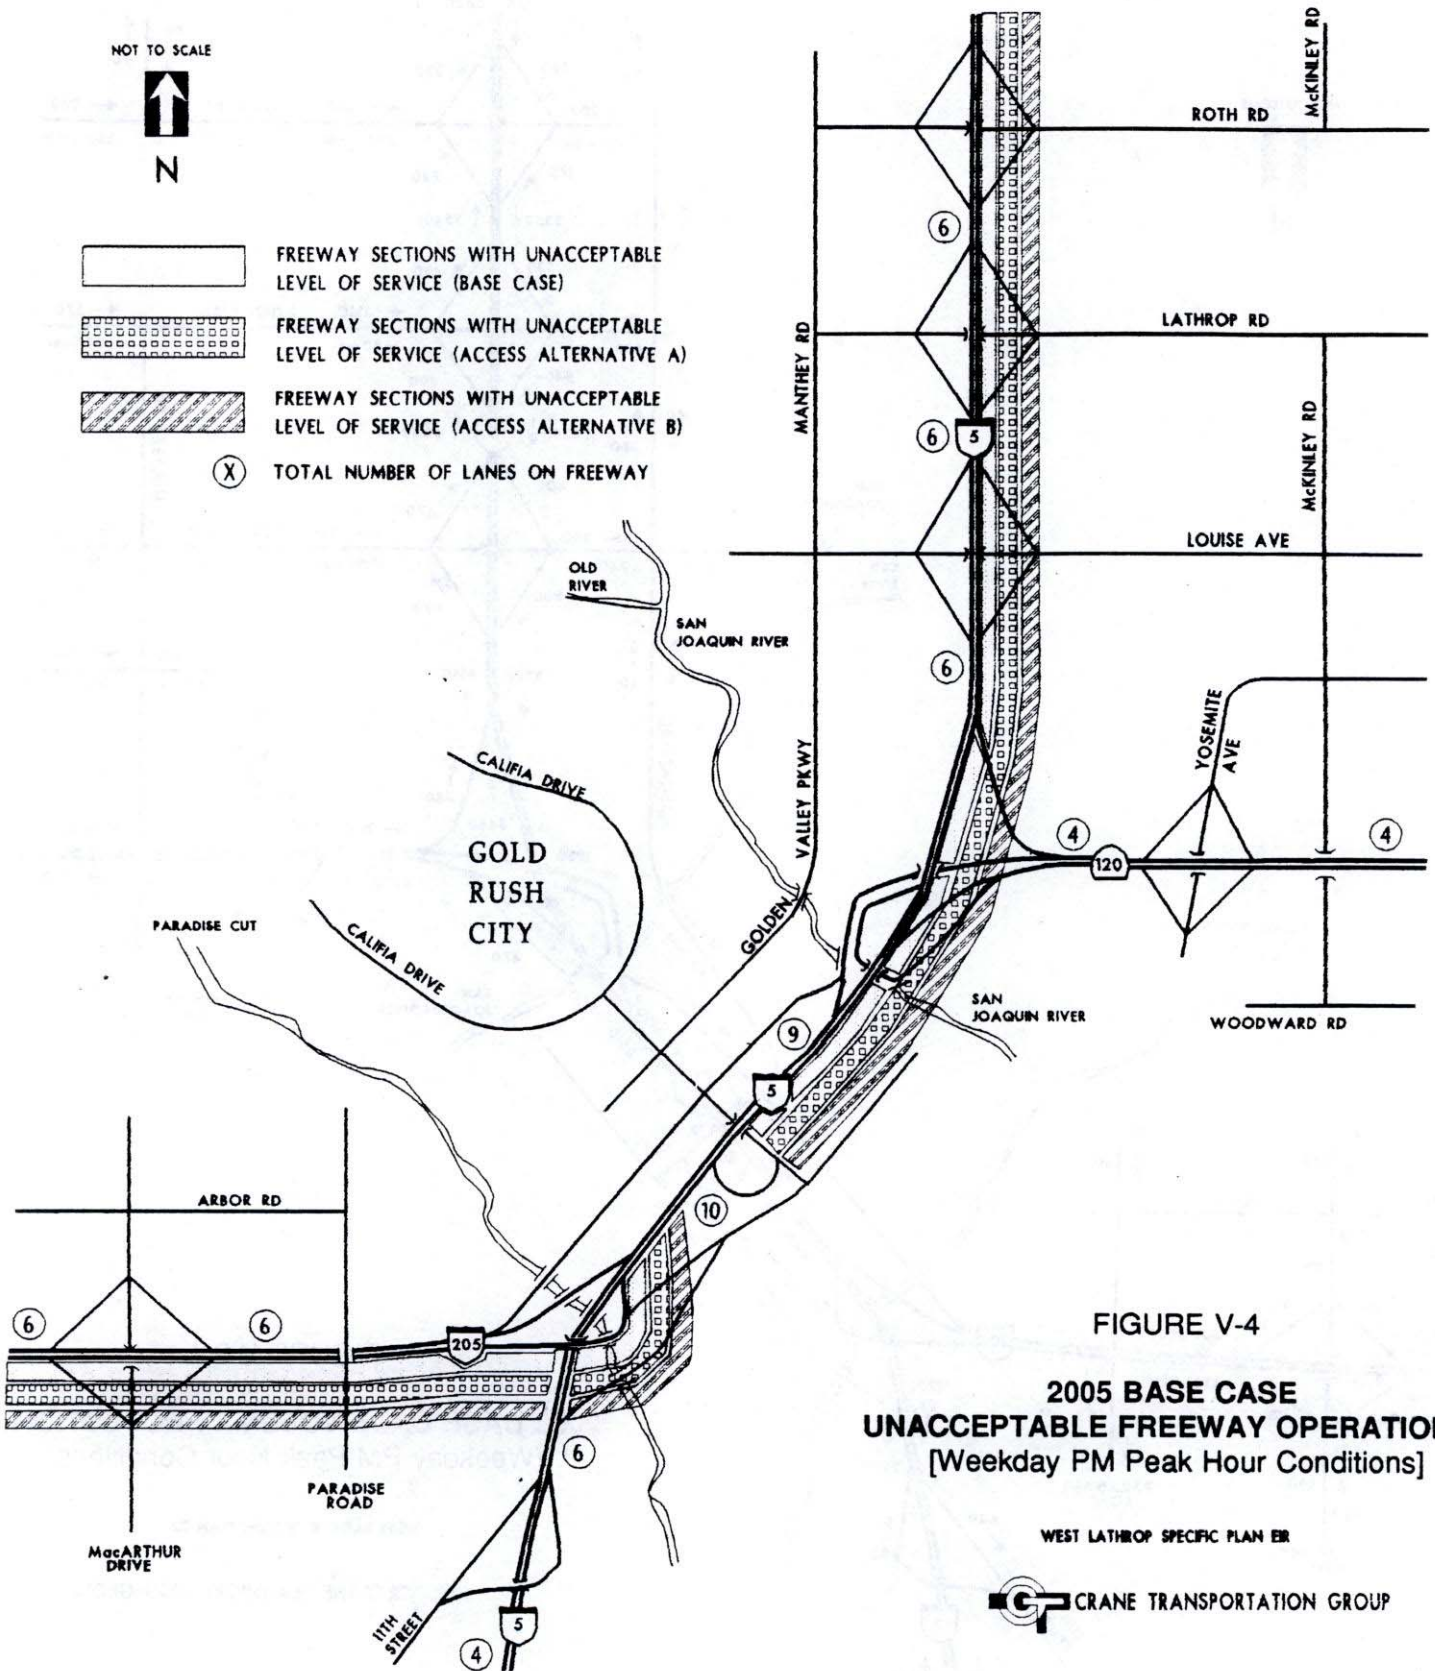 NOT TO SCALE
N
FREEWAY SECTIONS WITH UNACCEPTABLE
LEVEL OF SERVICE (BASE CASE)
FREEWAY SECTIONS WITH UNACCEPTABLE
LEVEL OF SERVICE (ACCESS ALTERNATIVE A)
FREEWAY SECTIONS WITH UNACCEPTABLE
LEVEL OF SERVICE (ACCESS ALTERNATIVE B)
X TOTAL NUMBER OF LANES ON FREEWAY
McKINLEY RD
ROTH RD
6
LATHROP RD
MANTHEY RD
6
5
McKINLEY RD
LOUISE AVE
OLD
RIVER
SAN
JOAQUIN RIVER
6
YOSEMITE
AVE
VALLEY PKWY
CALIFIA DRIVE
4
120
4
GOLD
RUSH
CITY
GOLDEN
PARADISE CUT
CALIFIA DRIVE
SAN
JOAQUIN RIVER
WOODWARD RD
9
5
ARBOR RD
10
6
6
205
6
PARADISE
ROAD
MacARTHUR
DRIVE
11TH
STREET
5
4
FIGURE V-4
2005 BASE CASE
UNACCEPTABLE FREEWAY OPERATION
[Weekday PM Peak Hour Conditions]
WEST LATHROP SPECIFIC PLAN EIR
CRANE TRANSPORTATION GROUP